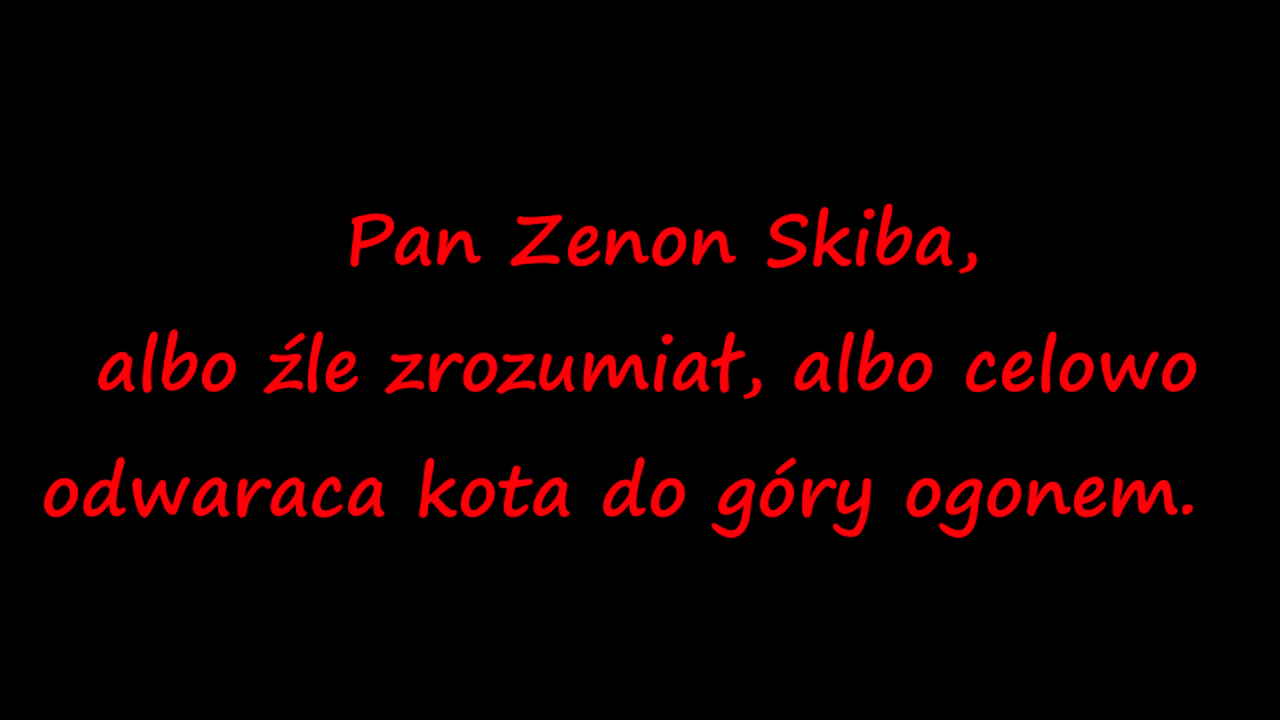 Pan Zenon Skiba,
albo źle zrozumiał, albo celowo
odwaraca kota do góry ogonem.